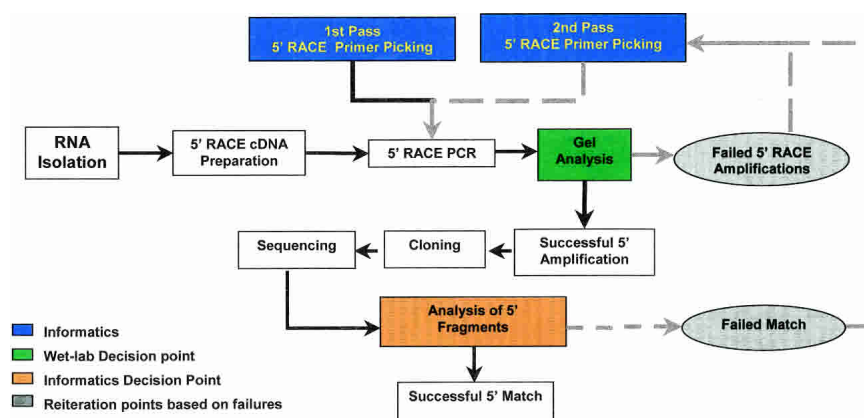 1st Pass
5' RACE Primer Picking
2nd Pass
5' RACE Primer Picking
RNA
Isolation
5' RACE cDNA
Preparation
5' RACE PCR
Gel
Analysis
Failed 5' RACE
Amplifications
Sequencing
Cloning
Successful 5'
Amplification
Analysis of 5'
Fragments
Failed Match
Successful 5' Match
Informatics
Wet-lab Decision point
Informatics Decision Point
Reiteration points based on failures